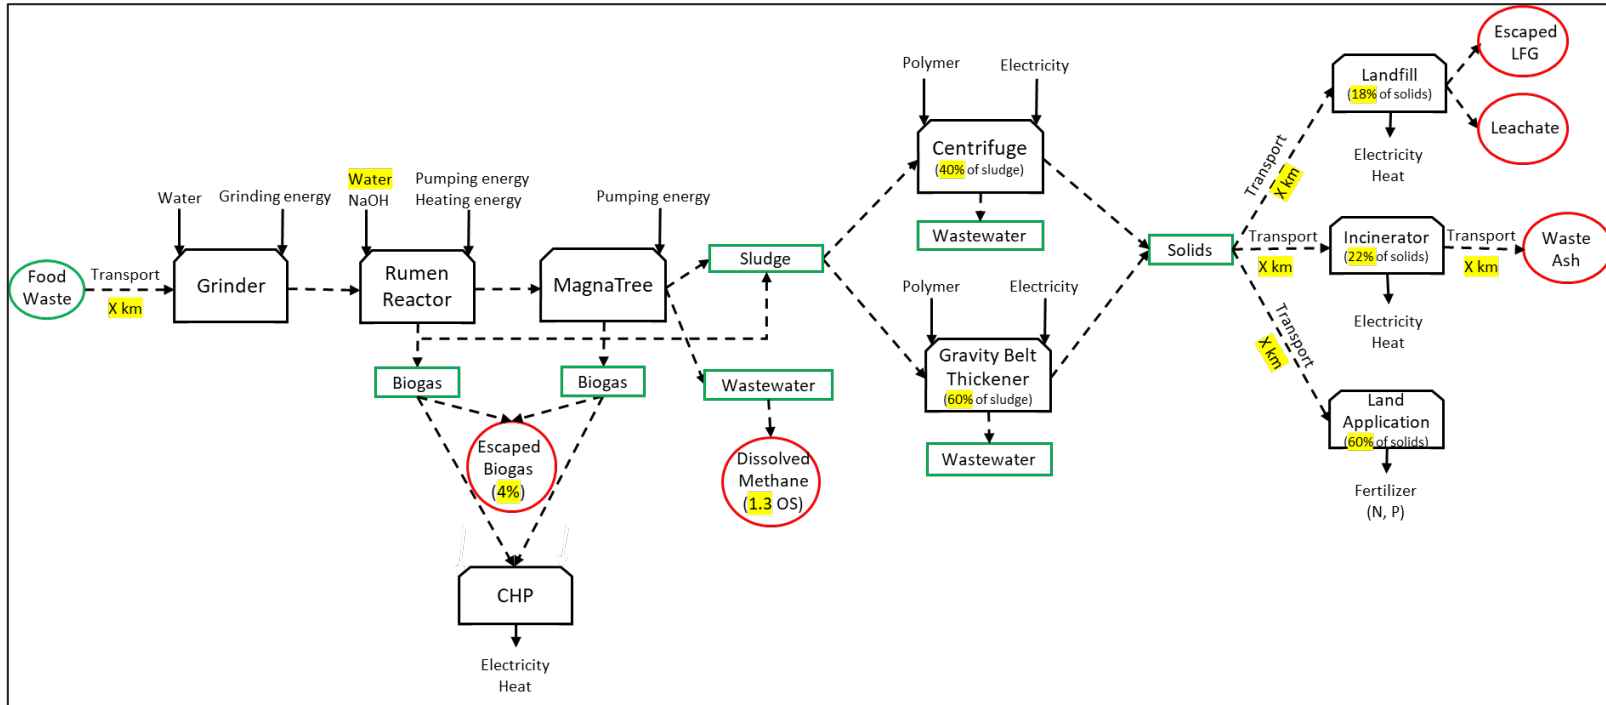 Food
Waste
Transport
X km
Water
Grinding energy
Grinder
Water
NaOH
Pumping energy
Heating energy
Rumen
Reactor
Pumping energy
MagnaTree
Biogas
Biogas
Escaped
Biogas
(4%)
CHP
Electricity
Heat
Sludge
Wastewater
Dissolved
Methane
(1.3 OS)
Polymer
Electricity
Centrifuge
(40% of sludge)
Wastewater
Polymer
Electricity
Gravity Belt
Thickener
(60% of sludge)
Wastewater
Solids
Transport
X km
Landfill
(18% of solids)
Electricity
Heat
Escaped
LFG
Leachate
Transport
X km
Incinerator
(22% of solids)
Electricity
Heat
Transport
X km
Waste
Ash
Transport
X km
Land
Application
(60% of solids)
Fertilizer
(N, P)